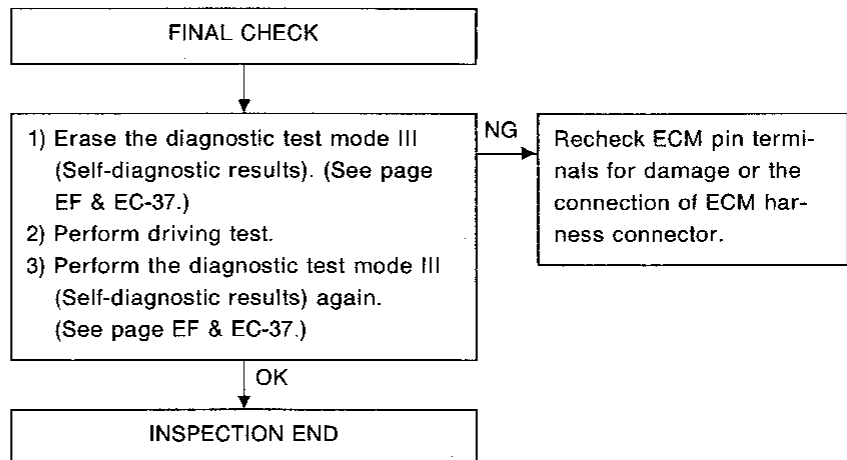 FINAL CHECK
1) Erase the diagnostic test mode III
(Self-diagnostic results). (See page
EF & EC-37.)
2) Perform driving test.
3) Perform the diagnostic test mode III
(Self-diagnostic results) again.
(See page EF & EC-37.)
NG
Recheck ECM pin termi-
nals for damage or the
connection of ECM har-
ness connector.
OK
INSPECTION END